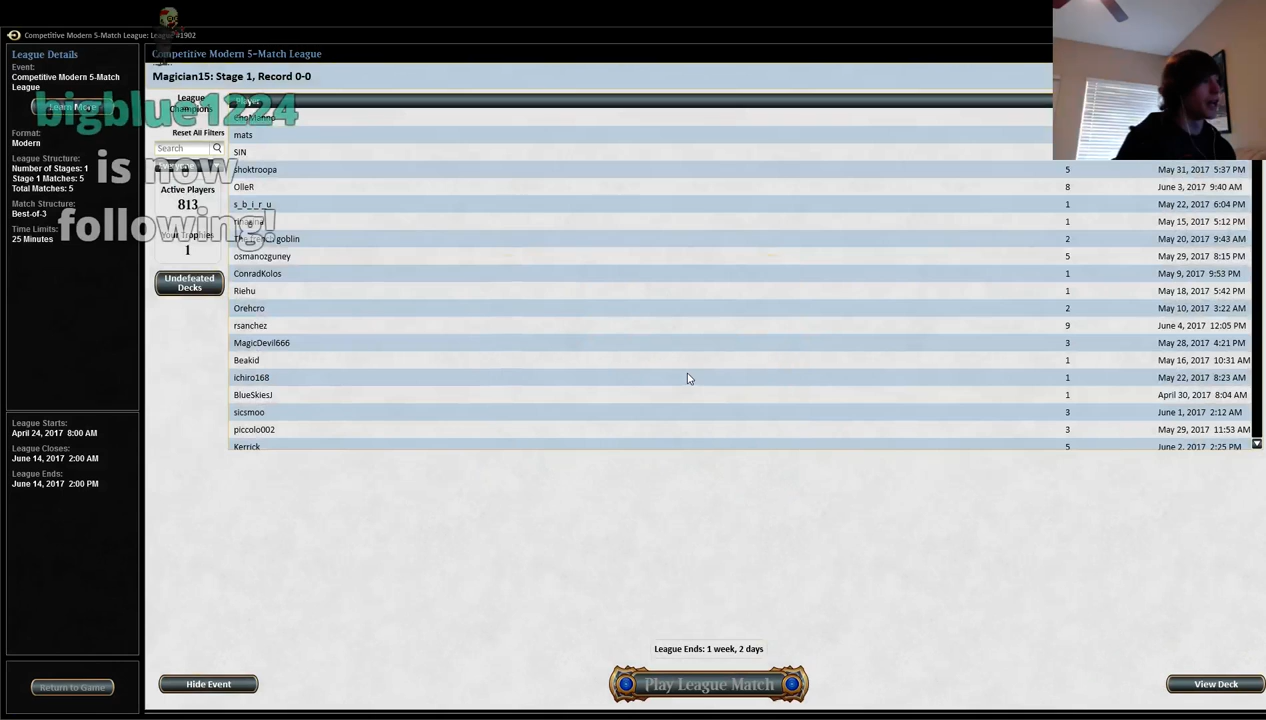 Competitive Modern 5-Match League: League #1902
League Details
Event:
Competitive Modern 5-Match
League
Learn More
Format:
Modern
League Structure:
Number of Stages: 1
Stage 1 Matches: 5
Total Matches: 5
Match Structure:
Best-of-3
Time Limits:
25 Minutes
League Starts:
April 24, 2017 8:00 AM
League Closes:
June 14, 2017 2:00 AM
League Ends:
June 14, 2017 2:00 PM
Return to Game
bigblue1224
is now
following!
Competitive Modern 5-Match League
Magician15: Stage 1, Record 0-0
League
Champions
Reset All Filters
Search
Everyone
Active Players
813
Your Trophies
1
Undefeated
Decks
Player
ChoManno
mats
SIN
shoktroopa 5 May 31, 2017 5:37 PM
OlleR 8 June 3, 2017 9:40 AM
s_b_i_r_u 1 May 22, 2017 6:04 PM
1 May 15, 2017 5:12 PM
goblin 2 May 20, 2017 9:43 AM
osmanozguney 5 May 29, 2017 8:15 PM
ConradKolos 1 May 9, 2017 9:53 PM
Riehu 1 May 18, 2017 5:42 PM
Orehcro 2 May 10, 2017 3:22 AM
rsanchez 9 June 4, 2017 12:05 PM
MagicDevil666 3 May 28, 2017 4:21 PM
Beakid 1 May 16, 2017 10:31 AM
ichiro168 1 May 22, 2017 8:23 AM
BlueSkiesJ 1 April 30, 2017 8:04 AM
sicsmoo 3 June 1, 2017 2:12 AM
piccolo002 3 May 29, 2017 11:53 AM
Kerrick 5 June 2, 2017 2:25 PM
League Ends: 1 week, 2 days
Hide Event
Play League Match
View Deck